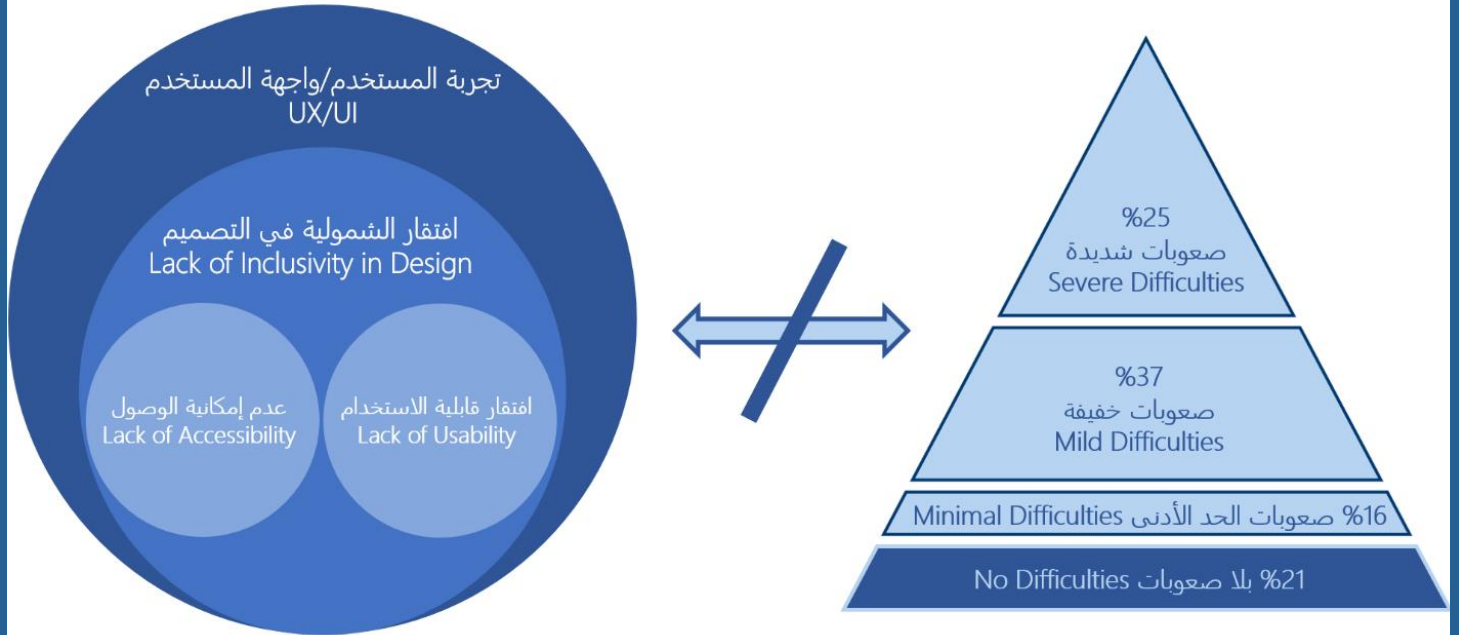 تجربة المستخدم/واجهة المستخدم
UX/UI
افتقار الشمولية في التصميم
Lack of Inclusivity in Design
عدم إمكانية الوصول
Lack of Accessibility
افتقار قابلية الاستخدام
Lack of Usability
%25
صعوبات شديدة
Severe Difficulties
%37
صعوبات خفيفة
Mild Difficulties
%16 صعوبات الحد الأدنى Minimal Difficulties
%21 بلا صعوبات No Difficulties